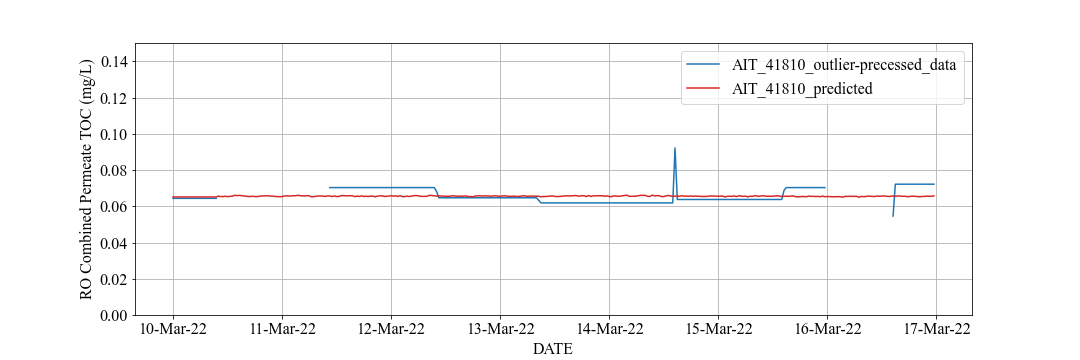 RO Combined Permeate TOC (mg/L)
0.14
0.12
0.10
0.08
0.06
0.04
0.02
0.00
AIT_41810_outlier-precessed_data
AIT_41810_predicted
10-Mar-22 11-Mar-22 12-Mar-22 13-Mar-22 14-Mar-22 15-Mar-22 16-Mar-22 17-Mar-22
DATE